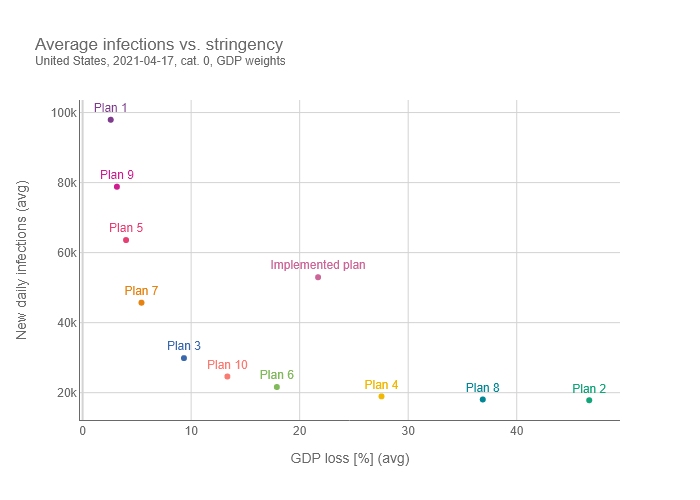 Average infections vs. stringency
United States, 2021-04-17, cat. 0, GDP weights
100k
80k
60k
40k
20k
New daily infections (avg)
Plan 1
Plan 9
Plan 5
Implemented plan
Plan 7
Plan 3
Plan 10
Plan 6
Plan 4
Plan 8
Plan 2
0
10
20
30
40
GDP loss [%] (avg)